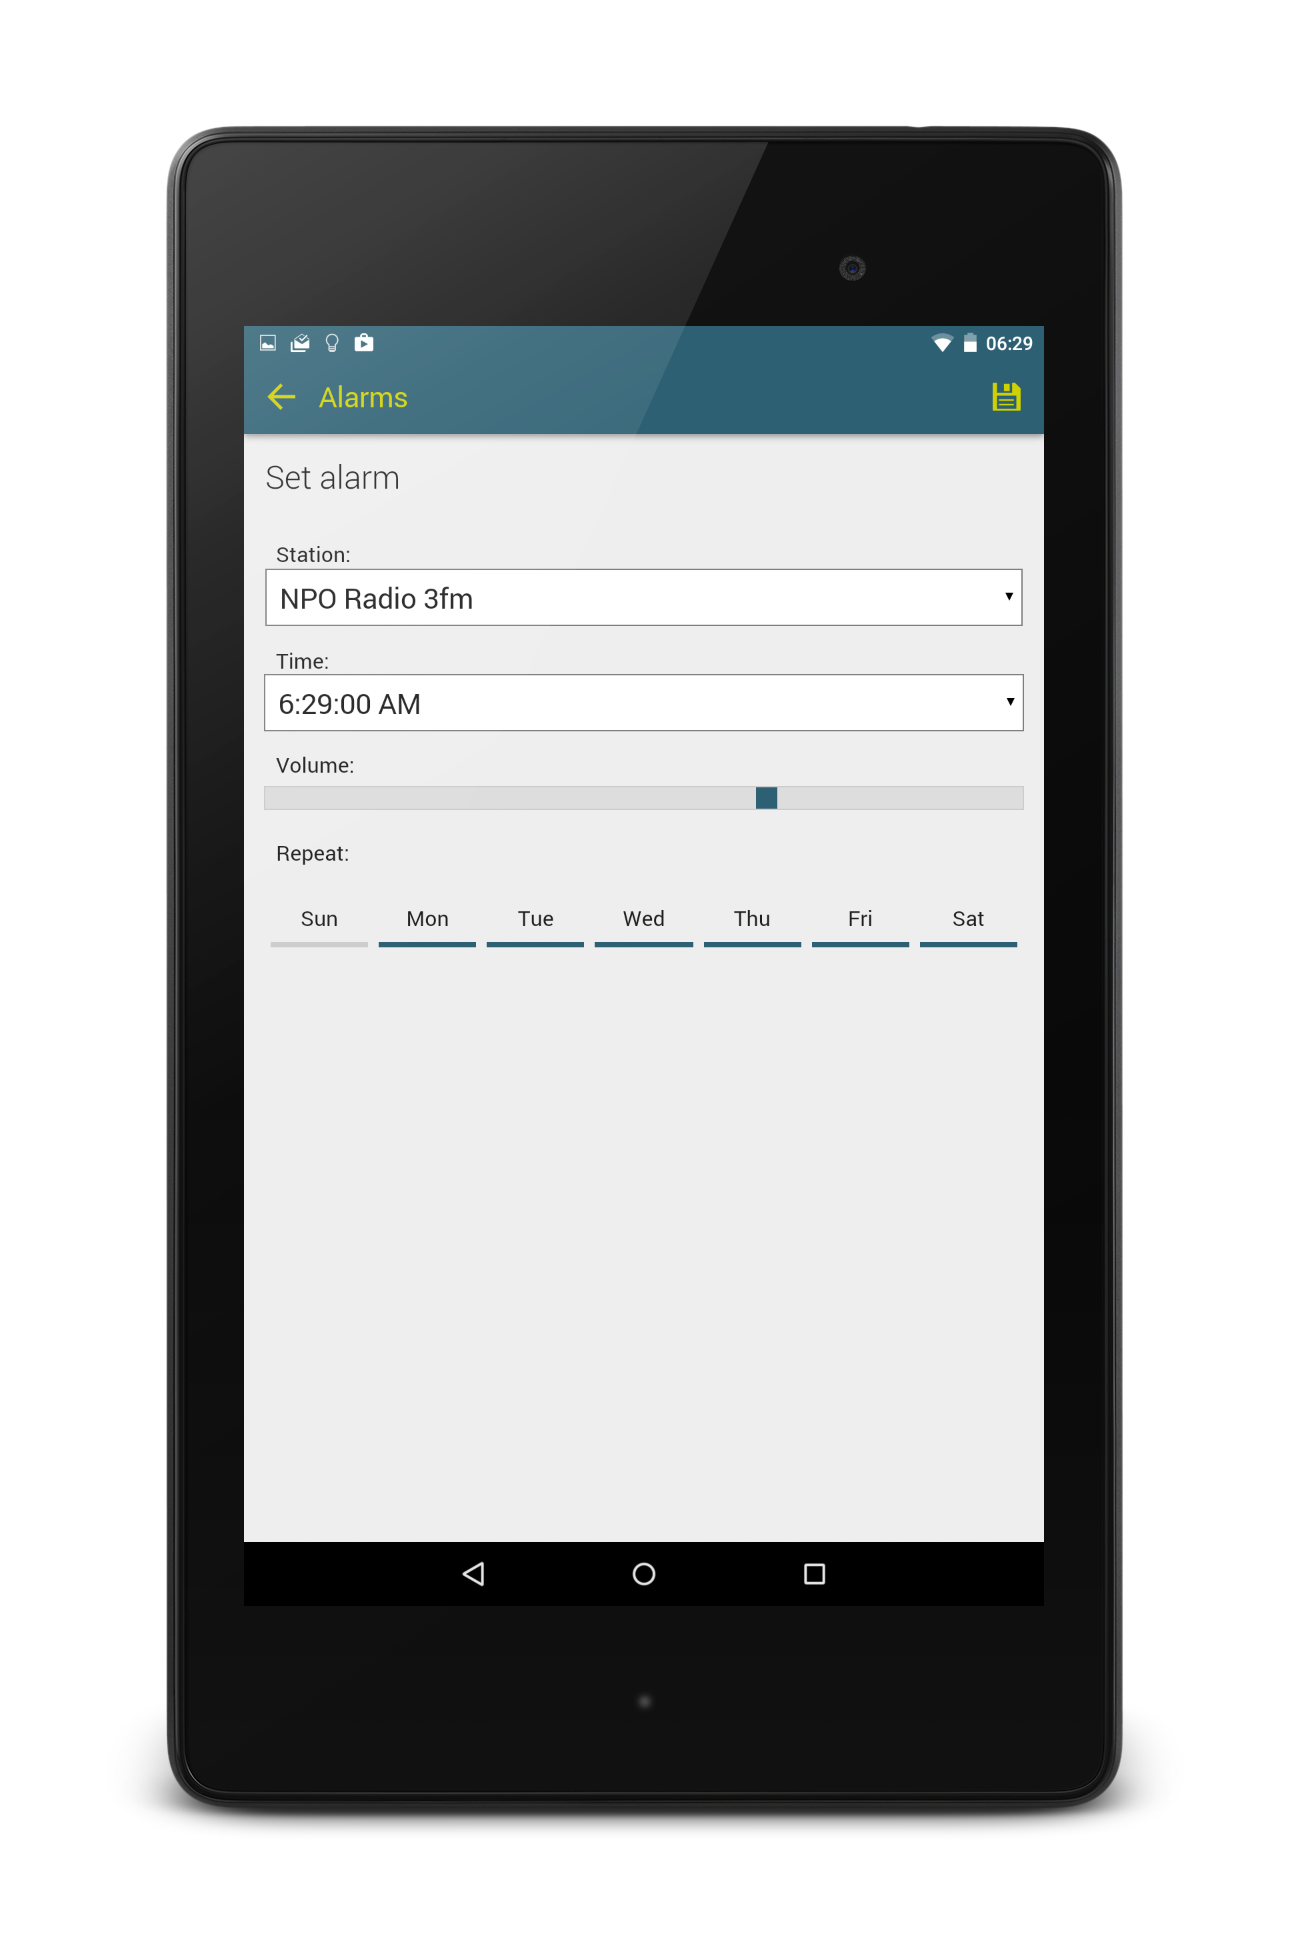 06:29
Alarms
Set alarm
Station:
NPO Radio 3fm
Time:
6:29:00 AM
Volume:
Repeat:
Sun Mon Tue Wed Thu Fri Sat